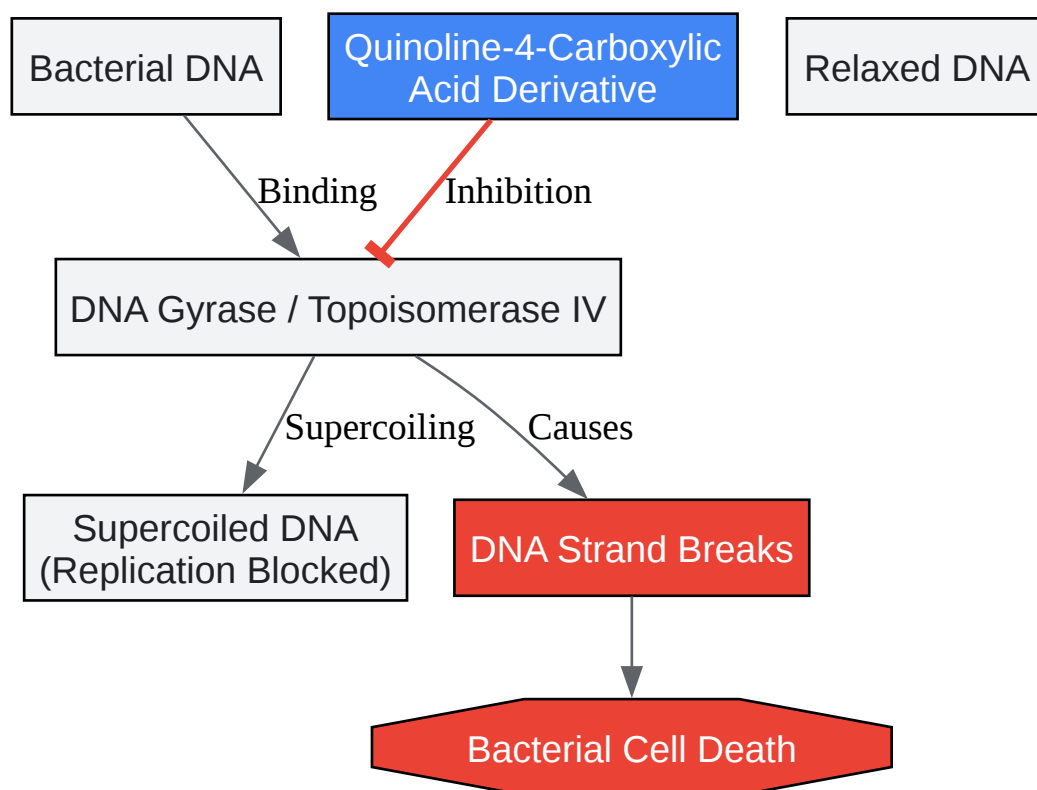 Bacterial DNA
Quinoline-4-Carboxylic
Acid Derivative
Relaxed DNA
Binding
Inhibition
DNA Gyrase / Topoisomerase IV
Supercoiling
Causes
Supercoiled DNA
(Replication Blocked)
DNA Strand Breaks
Bacterial Cell Death